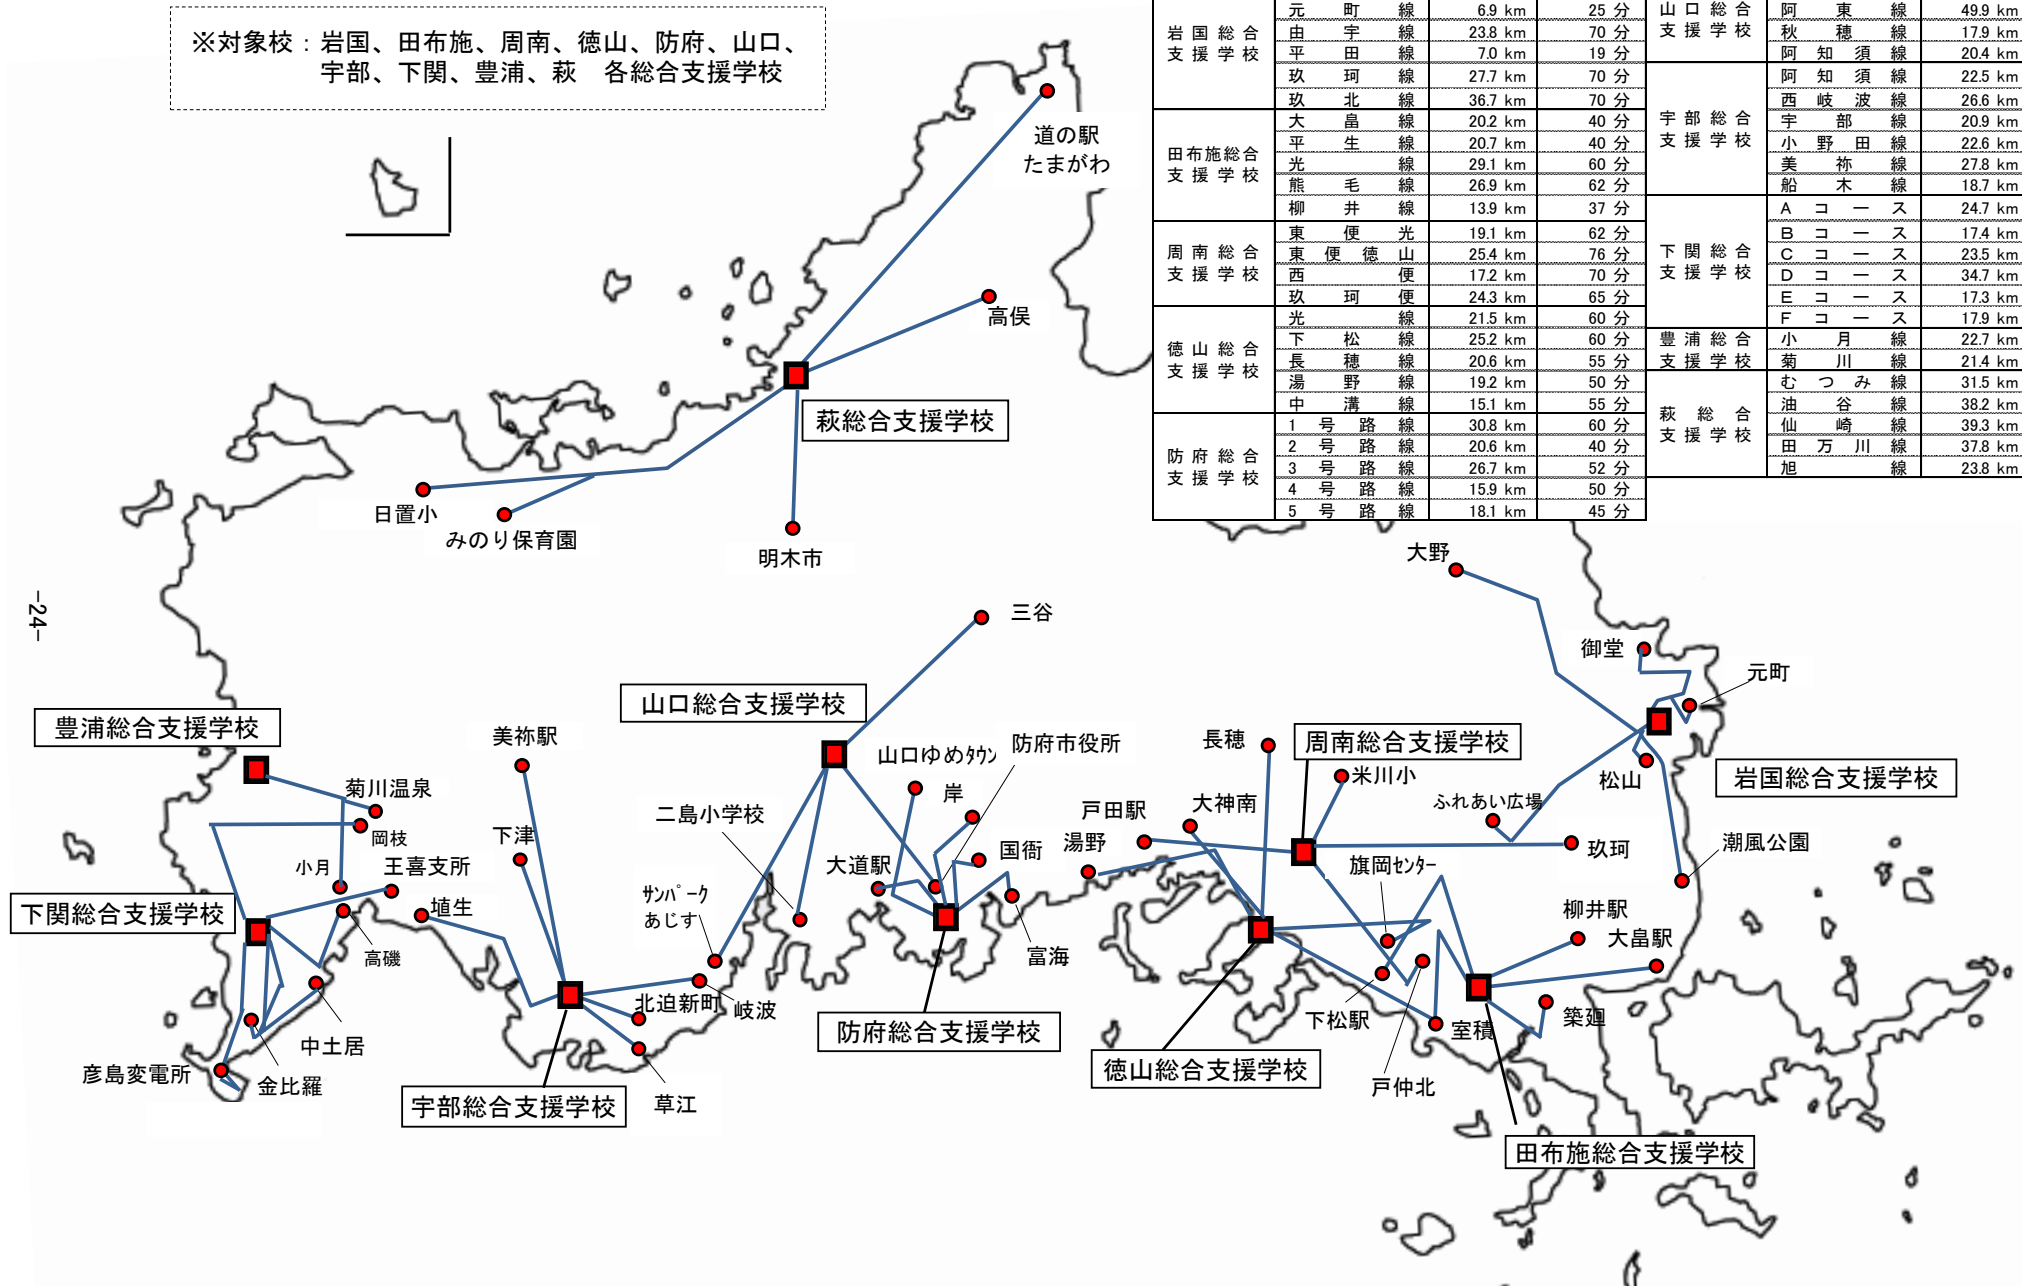 ※対象校：岩国、田布施、周南、徳山、防府、山口、
宇部、下関、豊浦、萩　各総合支援学校
岩国総合支援学校
元町線 6.9 km 25 分
由宇線 23.8 km 70 分
平田線 7.0 km 19 分
玖珂線 27.7 km 70 分
玖北線 36.7 km 70 分
田布施総合支援学校
大畠線 20.2 km 40 分
平生線 20.7 km 40 分
光線 29.1 km 60 分
熊毛線 26.9 km 62 分
柳井線 13.9 km 37 分
周南総合支援学校
東便光 19.1 km 62 分
東便徳山 25.4 km 76 分
西便 17.2 km 70 分
玖珂便 24.3 km 65 分
徳山総合支援学校
光線 21.5 km 60 分
下松線 25.2 km 60 分
長穂線 20.6 km 55 分
湯野線 19.2 km 50 分
中溝線 15.1 km 55 分
防府総合支援学校
1号路線 30.8 km 60 分
2号路線 20.6 km 40 分
3号路線 26.7 km 52 分
4号路線 15.9 km 50 分
5号路線 18.1 km 45 分
山口総合支援学校
阿東線 49.9 km
秋穂線 17.9 km
阿知須線 20.4 km
宇部総合支援学校
阿知須線 22.5 km
西岐波線 26.6 km
宇部線 20.9 km
小野田線 22.6 km
美祢線 27.8 km
船木線 18.7 km
下関総合支援学校
Aコース 24.7 km
Bコース 17.4 km
Cコース 23.5 km
Dコース 34.7 km
Eコース 17.3 km
Fコース 17.9 km
豊浦総合支援学校
小月線 22.7 km
菊川線 21.4 km
萩総合支援学校
むつみ線 31.5 km
油谷線 38.2 km
仙崎線 39.3 km
田万川線 37.8 km
旭線 23.8 km
道の駅
たまがわ
高俣
萩総合支援学校
日置小
みのり保育園
明木市
-24-
大野
三谷
御堂
元町
山口総合支援学校
豊浦総合支援学校
美祢駅
山口ゆめﾀｳﾝ
防府市役所
長穂
周南総合支援学校
米川小
松山
岩国総合支援学校
菊川温泉
岸
二島小学校
戸田駅
大神南
ふれあい広場
岡枝
下津
国衙
湯野
玖珂
潮風公園
小月
王喜支所
大道駅
旗岡ｾﾝﾀｰ
ｻﾝﾊﾟｰｸ
あじす
下関総合支援学校
埴生
柳井駅
大畠駅
高磯
富海
北迫新町
岐波
下松駅
室積
築廻
防府総合支援学校
中土居
彦島変電所
金比羅
徳山総合支援学校
戸仲北
宇部総合支援学校
草江
田布施総合支援学校